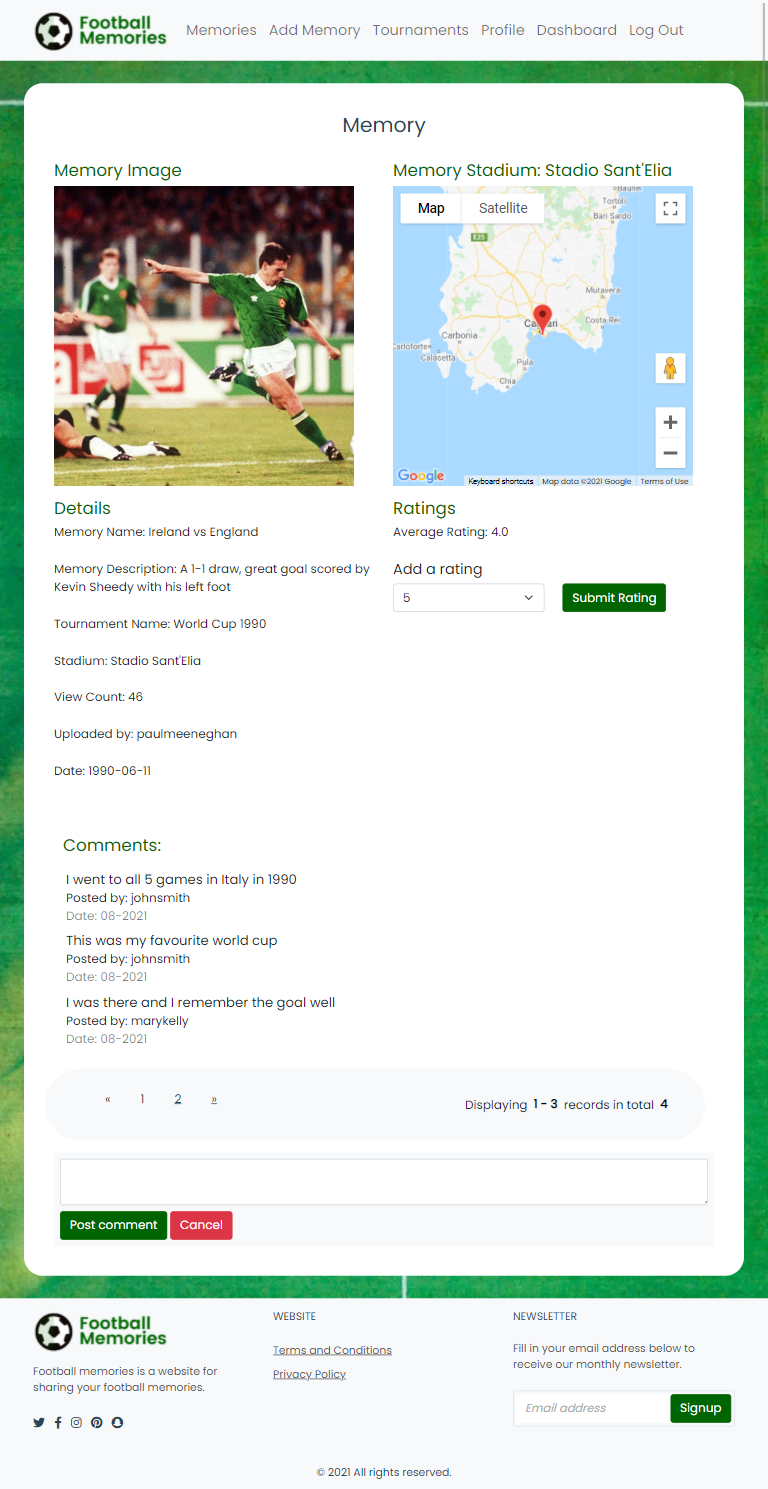 Football
Memories
Memories Add Memory Tournaments Profile Dashboard Log Out
Memory
Memory Image
Memory Stadium: Stadio Sant'Elia
Map Satellite
Tortolì
Bari Sardo
E25
Muravera
Costa Rei
Carbonia
Carloforte
Calasetta
Pula
Chia
Google
Keyboard shortcuts Map data ©2021 Google Terms of Use
Details
Memory Name: Ireland vs England
Memory Description: A 1-1 draw, great goal scored by
Kevin Sheedy with his left foot
Tournament Name: World Cup 1990
Stadium: Stadio Sant'Elia
View Count: 46
Uploaded by: paulmeeneghan
Date: 1990-06-11
Ratings
Average Rating: 4.0
Add a rating
5
Submit Rating
Comments:
I went to all 5 games in Italy in 1990
Posted by: johnsmith
Date: 08-2021
This was my favourite world cup
Posted by: johnsmith
Date: 08-2021
I was there and I remember the goal well
Posted by: marykelly
Date: 08-2021
« 1 2 »
Displaying 1 - 3 records in total 4
Post comment Cancel
Football
Memories
Football memories is a website for
sharing your football memories.
WEBSITE
Terms and Conditions
Privacy Policy
NEWSLETTER
Fill in your email address below to
receive our monthly newsletter.
Email address
Signup
© 2021 All rights reserved.